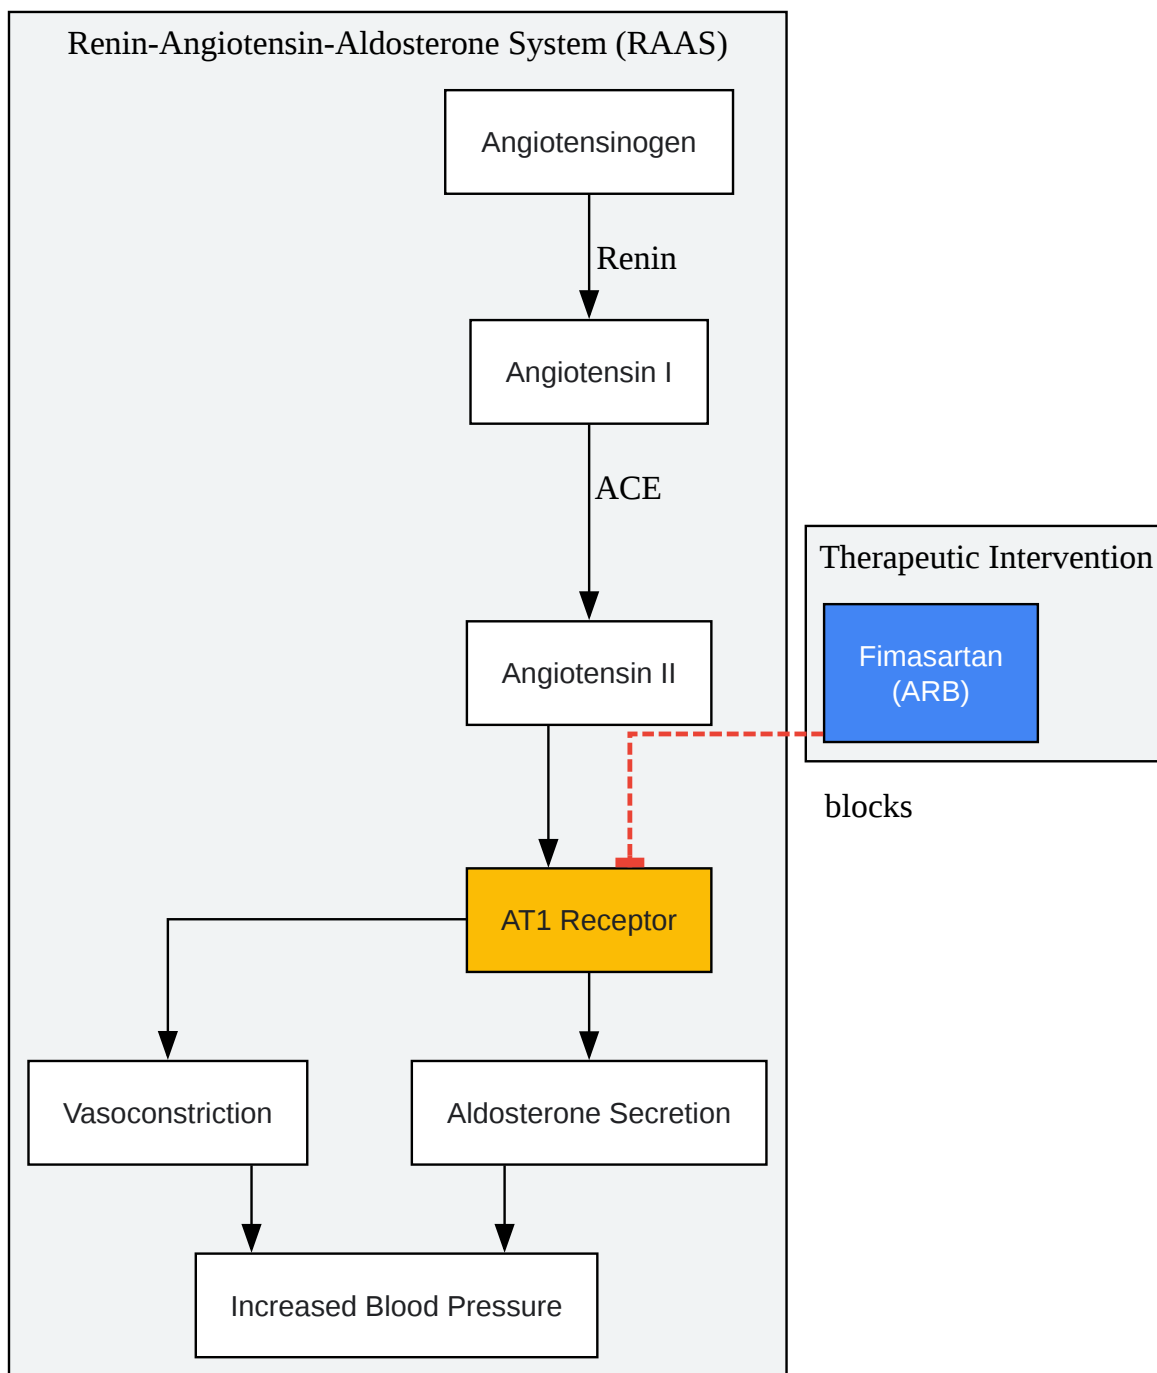 Renin-Angiotensin-Aldosterone System (RAAS)
Angiotensinogen
Renin
Angiotensin I
ACE
Therapeutic Intervention
Fimasartan
(ARB)
Angiotensin II
blocks
AT1 Receptor
Vasoconstriction
Aldosterone Secretion
Increased Blood Pressure